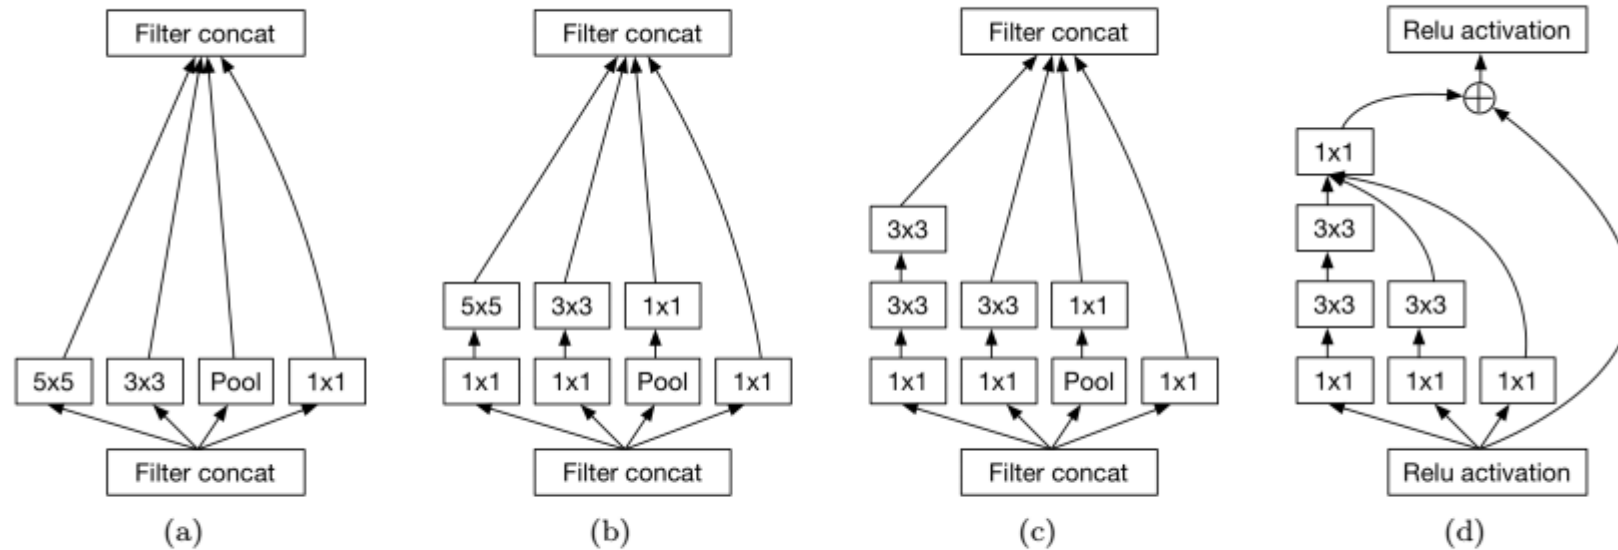 Filter concat
5x5 3x3 Pool 1x1
Filter concat
(a)
Filter concat
5x5 3x3 1x1
1x1 1x1 Pool 1x1
Filter concat
(b)
Filter concat
3x3
3x3 3x3 1x1
1x1 1x1 Pool 1x1
Filter concat
(c)
Relu activation
1x1
3x3
3x3 3x3
1x1 1x1 1x1
Relu activation
(d)